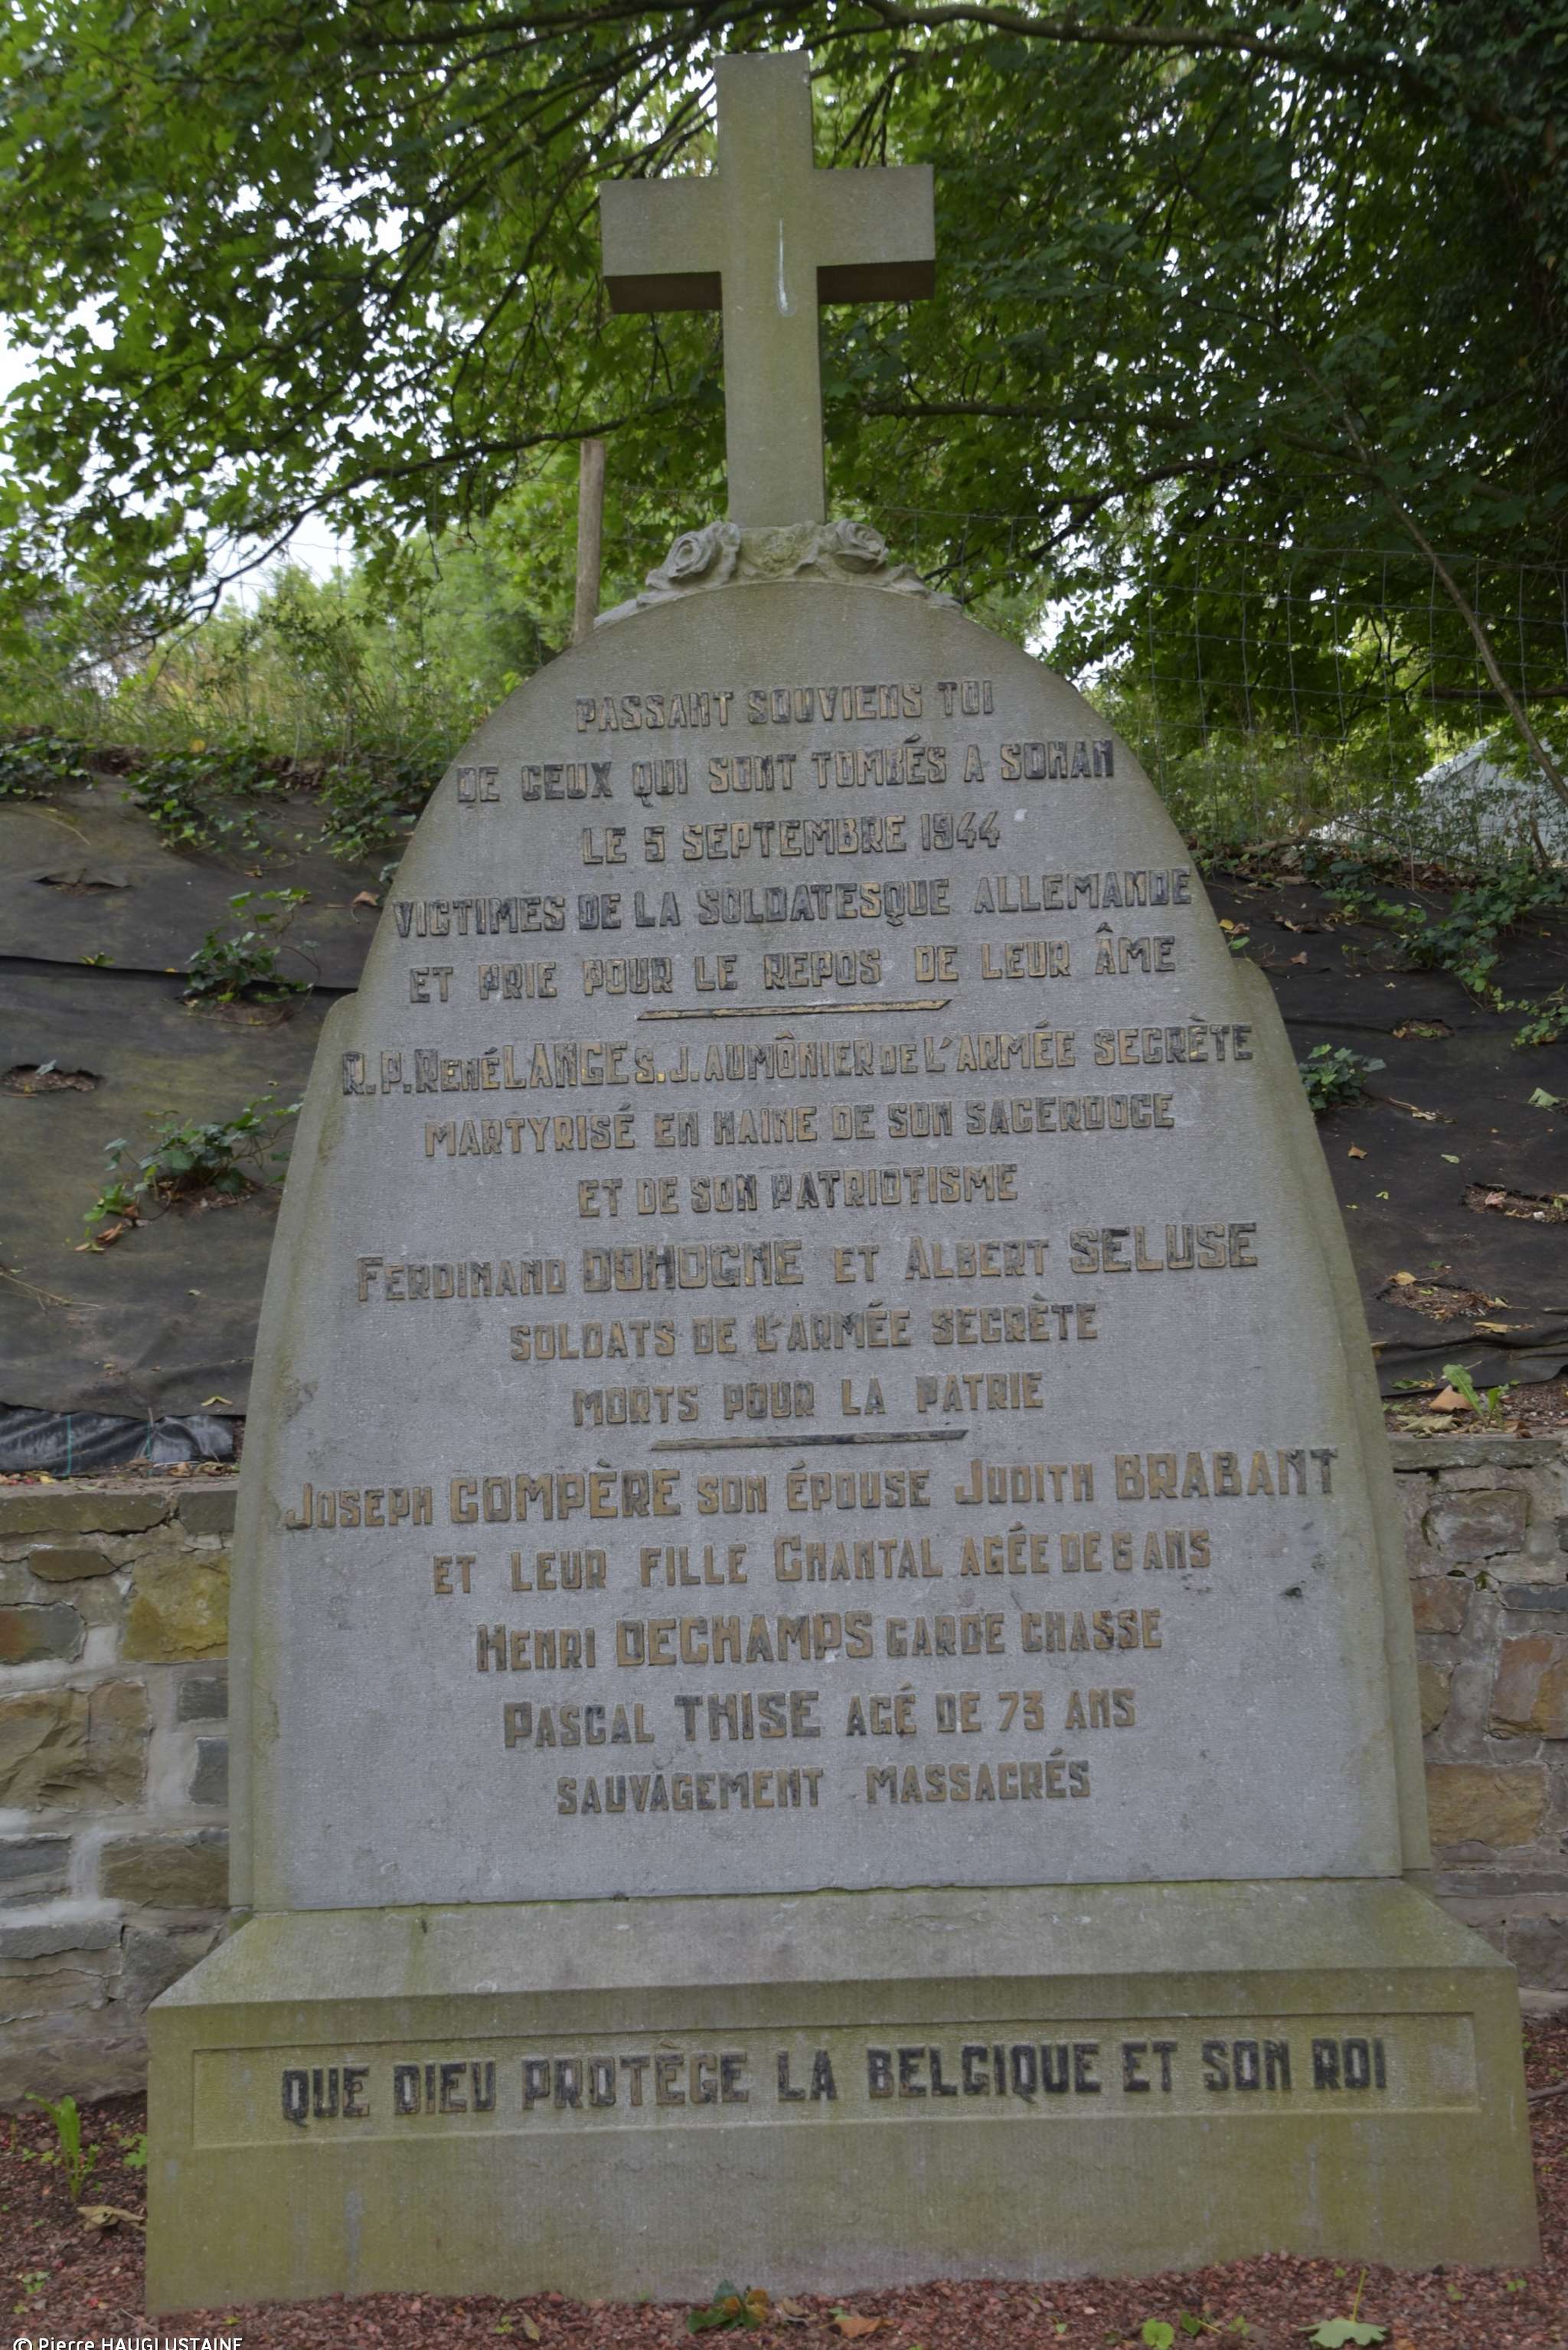 PASSANT SOUVIENS TOI
DE CEUX QUI SONT TOMBÉS A SOHAN
LE 5 SEPTEMBRE 1944
VICTIMES DE LA SOLDATESQUE ALLEMANDE
ET PRIE POUR LE REPOS DE LEUR ÂME
R.P. René LANGE S.J. AUMÔNIER DE L'ARMÉE SECRÈTE
MARTYRISÉ EN HAINE DE SON SACERDOCE
ET DE SON PATRIOTISME
FERDINAND DOHOGNE ET ALBERT SELUSE
SOLDATS DE L'ARMÉE SECRÈTE
MORTS POUR LA PATRIE
JOSEPH COMPÈRE SON ÉPOUSE JUDITH BRABANT
ET LEUR FILLE CHANTAL AGÉE DE 6 ANS
HENRI DECHAMPS GARDE CHASSE
PASCAL THISE AGÉ DE 73 ANS
SAUVAGEMENT MASSACRÉS
QUE DIEU PROTÈGE LA BELGIQUE ET SON ROI
© Pierre HAUGLUSTAINE